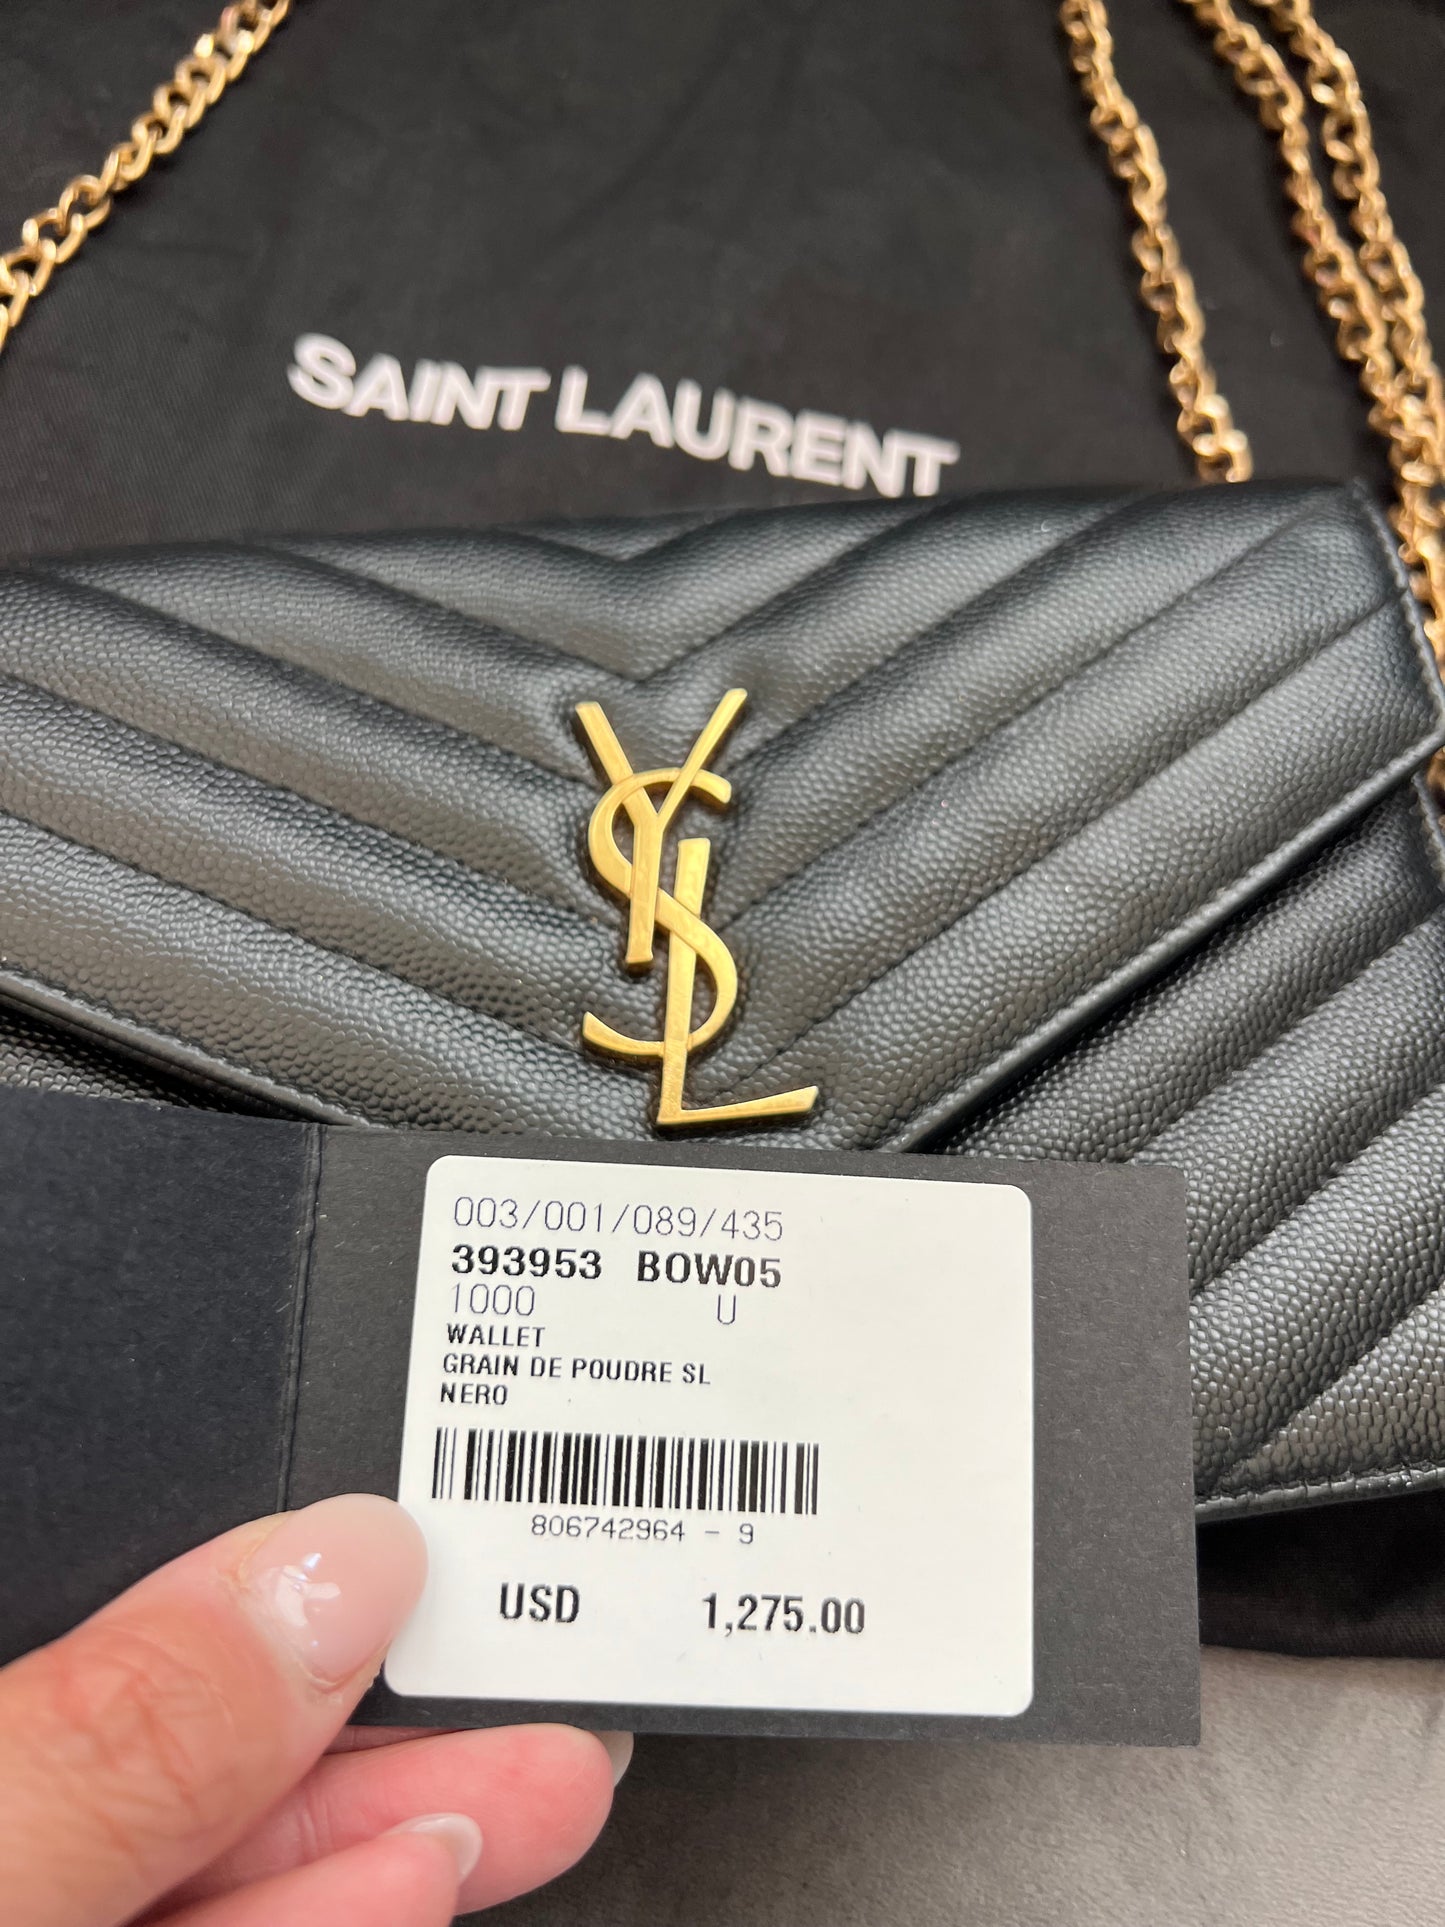 SAINT LAURENT
YSL
003/001/089/435
393953 BOW05
1000 U
WALLET
GRAIN DE POUDRE SL
NERO
806742964 - 9
USD 1,275.00